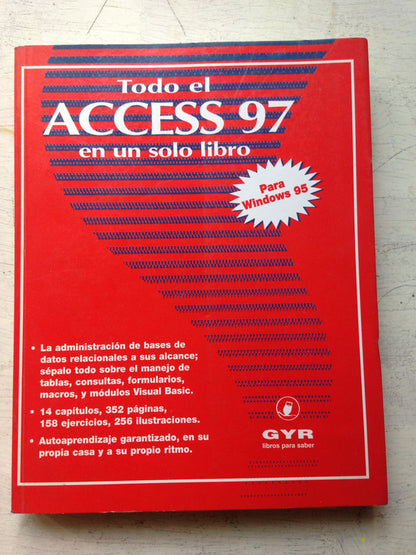 Todo el
ACCESS 97
en un solo libro
Para
Windows 95
• La administración de bases de
datos relacionales a sus alcance;
sépalo todo sobre el manejo de
tablas, consultas, formularios,
macros, y módulos Visual Basic.
• 14 capítulos, 352 páginas,
158 ejercicios, 256 ilustraciones.
• Autoaprendizaje garantizado, en su
propia casa y a su propio ritmo.
GYR
libros para saber